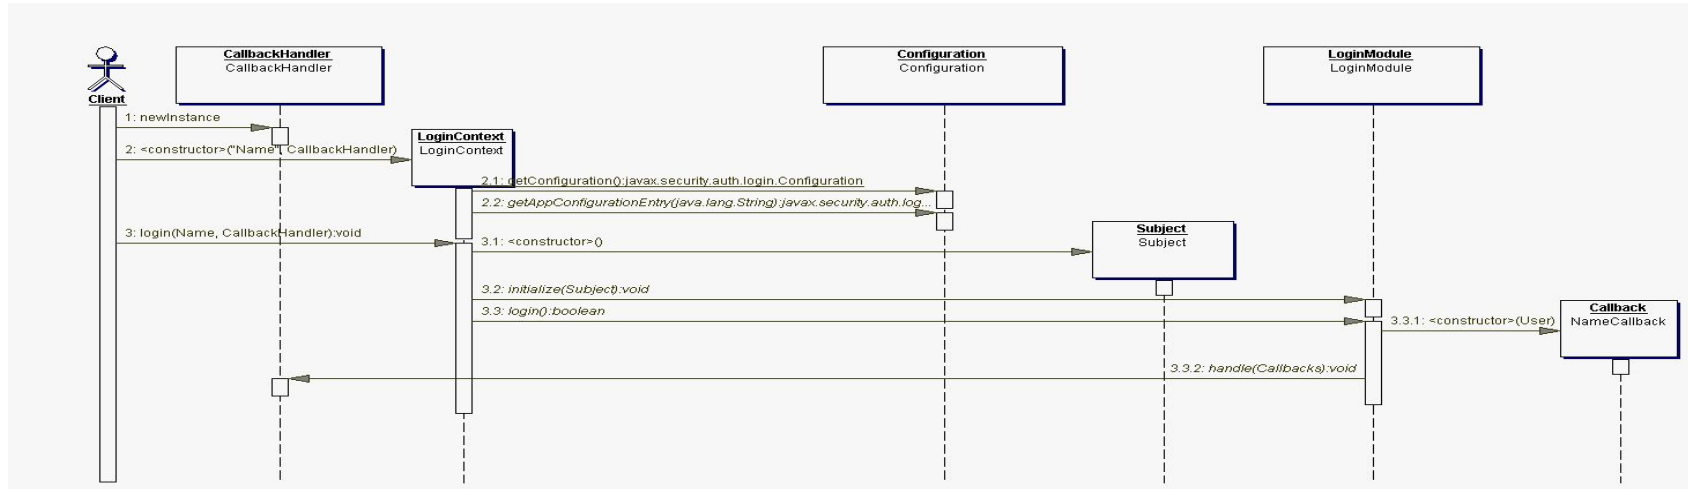 CallbackHandler
CallbackHandler
Configuration
Configuration
LoginModule
LoginModule
Client
1: newInstance
LoginContext
LoginContext
2: <constructor>("Name", CallbackHandler)
2.1: getConfiguration():javax.security.auth.login.Configuration
2.2: getAppConfigurationEntry(java.lang.String):javax.security.auth.log...
3: login(Name, CallbackHandler):void
3.1: <constructor>()
Subject
Subject
3.2: initialize(Subject):void
3.3: login():boolean
3.3.1: <constructor>(User)
Callback
NameCallback
3.3.2: handle(Callbacks):void